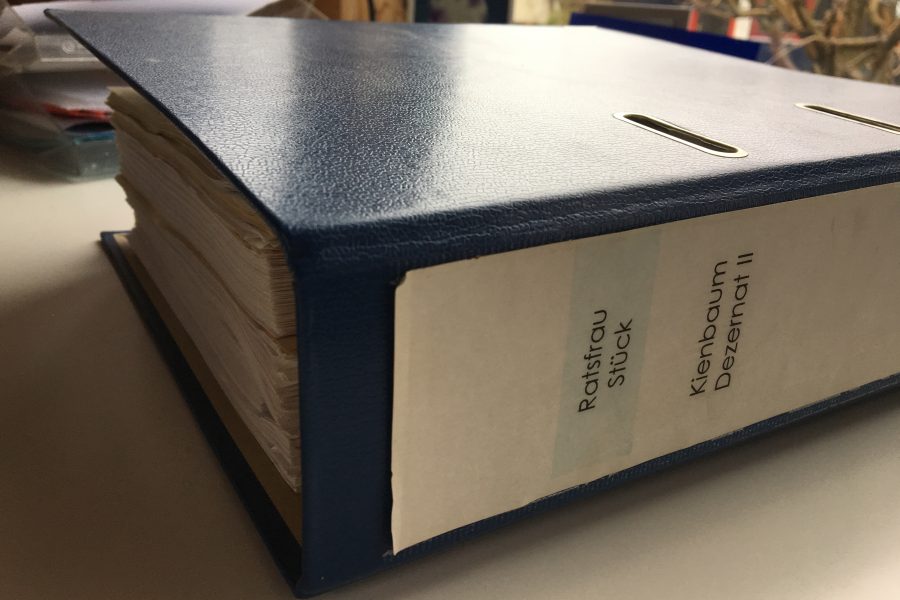 Ratsfrau
Stück
Kienbaum
Dezernat II